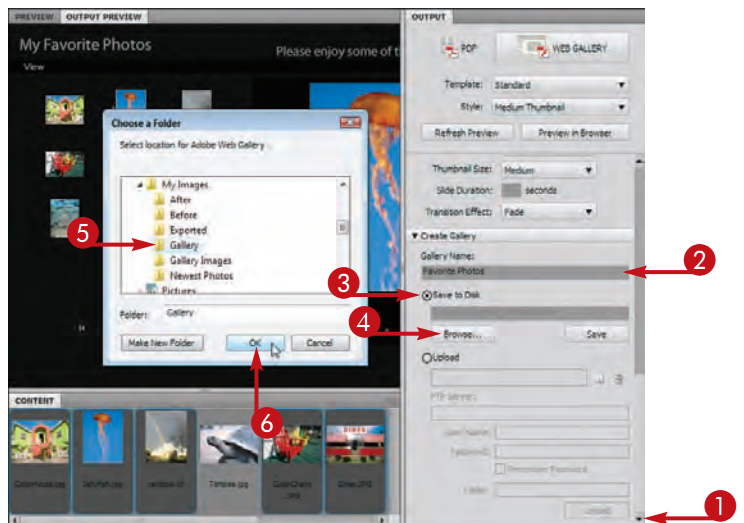 PREVIEW OUTPUT PREVIEW
My Favorite Photos
Please enjoy some of t
View
Choose a Folder
Select location for Adobe Web Gallery
My Images
After
Before
Exported
Gallery
Gallery Images
Newest Photos
Pictures
Folder: Gallery
Make New Folder OK Cancel
5
6
CONTENT
Tortoise.jpg
Diner.JPG
OUTPUT
PDF WEB GALLERY
Template: Standard
Style: Medium Thumbnail
Refresh Preview Preview in Browser
Thumbnail Size: Medium
Slide Duration: seconds
Transition Effect: Fade
Create Gallery
Gallery Name:
Favorite Photos
2
3
Save to Disk
4
Browse... Save
Upload
FTP Server:
User Name:
Password:
Remember Password
Folder:
Upload
1